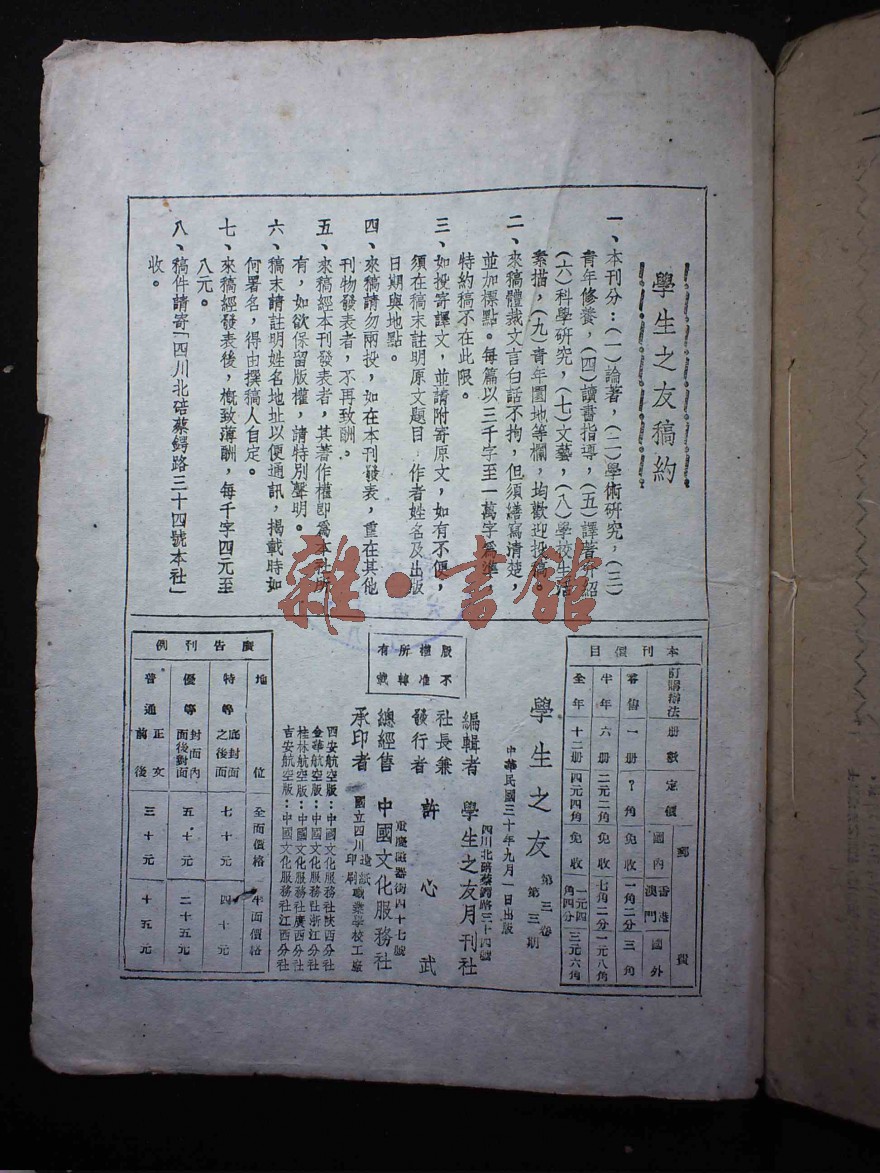 學生之友稿約
一、本刊分：(一)論著，(二)學術研究，(三)
青年修養，(四)讀書指導，(五)譯著介紹
(六)科學研究，(七)文藝，(八)學校生活
素描，(九)青年園地等欄，均歡迎投稿。
二、來稿體裁文言白話不拘，但須繕寫清楚，
並加標點。每篇以三千字至一萬字爲準，
特約稿不在此限。
三、如投寄譯文，並請附寄原文，如有不便，
須在稿末註明原文題目，作者姓名及出版
日期與地點。
四、來稿請勿兩投，如在本刊發表，重在其他
刊物發表者，不再致酬。
五、來稿經本刊發表者，其著作權即爲本社所
有，如欲保留版權，請特別聲明。
六、稿末請註明姓名地址以便通訊，揭載時如
何署名，得由撰稿人自定。
七、來稿經發表後，概致薄酬，每千字四元至
八元。
八、稿件請寄「四川北碚蔡鍔路三十四號本社」
收。
本刊價目
訂購辦法 冊數 定價 郵費
國內 香港澳門 國外
零售 一冊 角 免收 一角二分 三角
半年 六冊 二元二角 免收 七角二分 一元八角
全年 十二冊 四元四角 免收 一元四角四分 三元六角
版權所有
不准轉載
學生之友 第三卷 第三期
中華民國三十年九月一日出版
四川北碚蔡鍔路三十四號
編輯者 學生之友月刊社
社長兼
發行者 許心武
重慶磁器街四十七號
總經售 中國文化服務社
承印者 國立四川造紙印刷職業學校工廠
西安航空版：中國文化服務社陝西分社
金華航空版：中國文化服務社浙江分社
桂林航空版：中國文化服務社廣西分社
吉安航空版：中國文化服務社江西分社
廣告刊例
地位 全面價格 半面價格
特等 底封面之後面 七十元 四十元
優等 封面內面後對面 五十元 二十五元
普通 正文前後 三十元 十五元
雜·書館